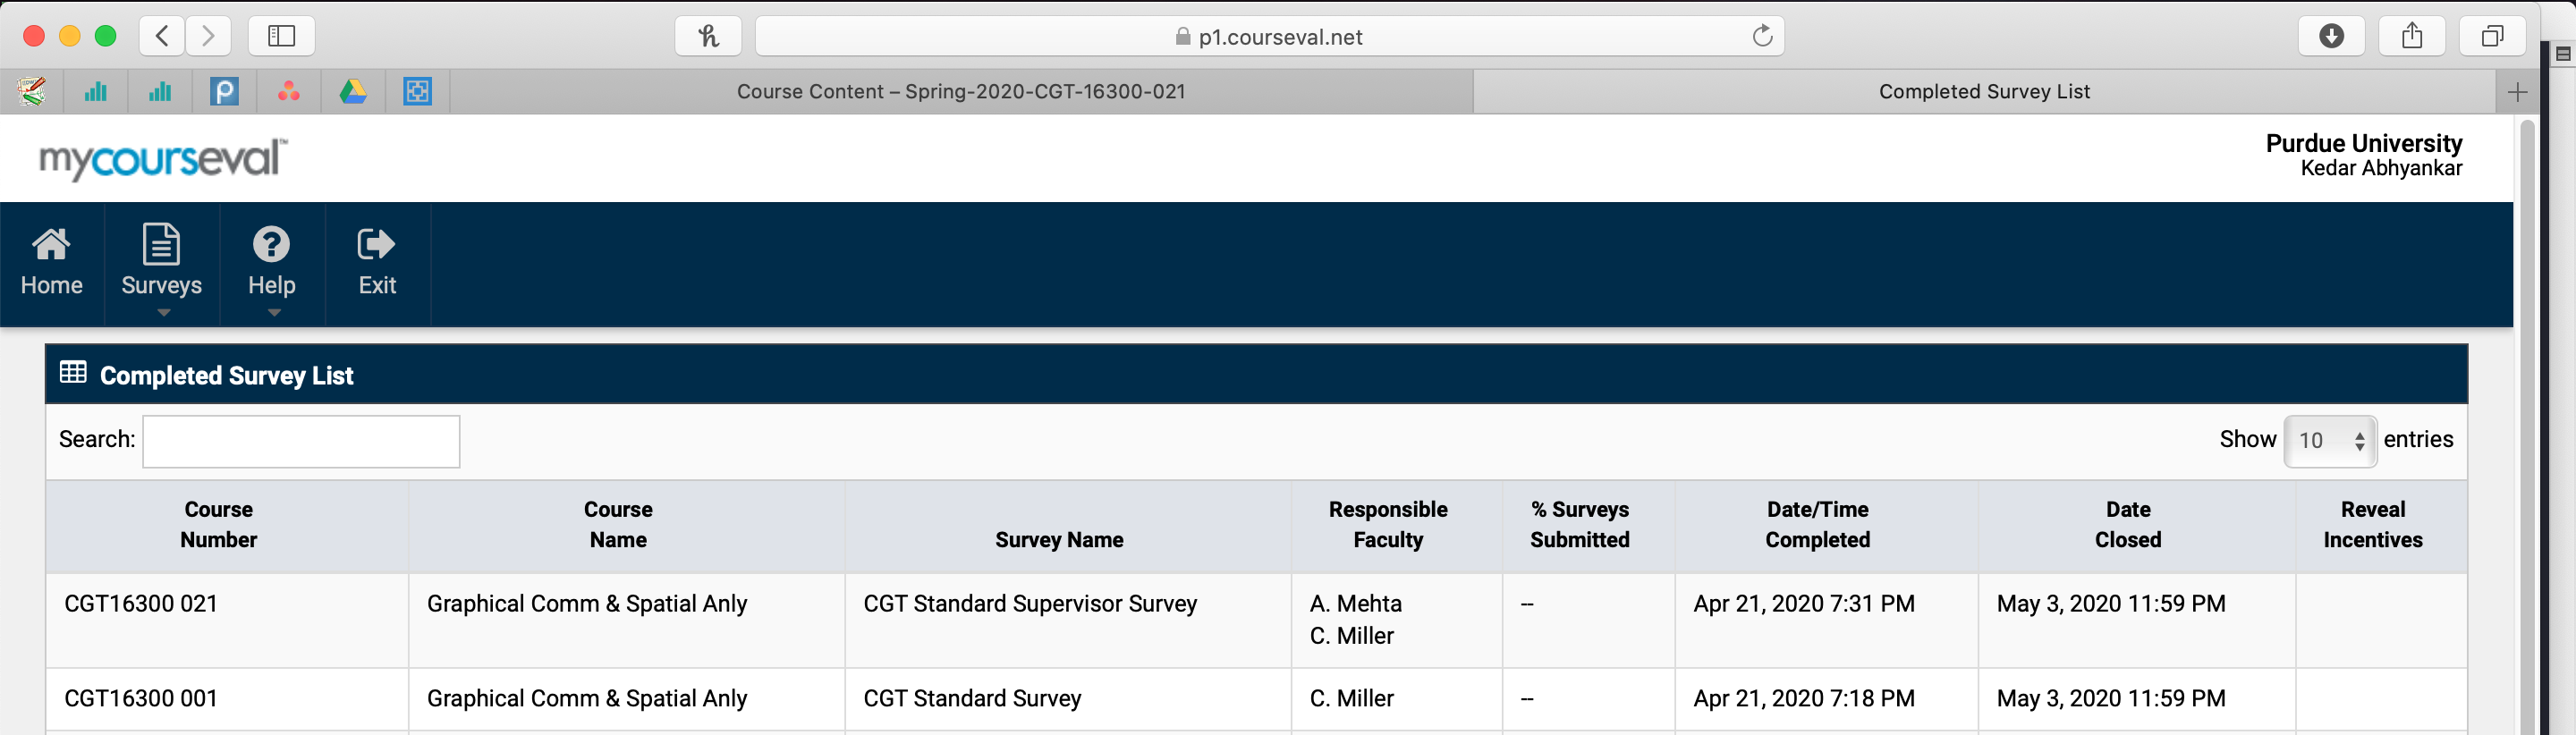 p1.courseval.net
Course Content – Spring-2020-CGT-16300-021
Completed Survey List
mycourseval™
Purdue University
Kedar Abhyankar
Home
Surveys
Help
Exit
Completed Survey List
Search:
Show 10 entries
Course Number
Course Name
Survey Name
Responsible Faculty
% Surveys Submitted
Date/Time Completed
Date Closed
Reveal Incentives
CGT16300 021 Graphical Comm & Spatial Anly CGT Standard Supervisor Survey A. Mehta -- Apr 21, 2020 7:31 PM May 3, 2020 11:59 PM
C. Miller
CGT16300 001 Graphical Comm & Spatial Anly CGT Standard Survey C. Miller -- Apr 21, 2020 7:18 PM May 3, 2020 11:59 PM